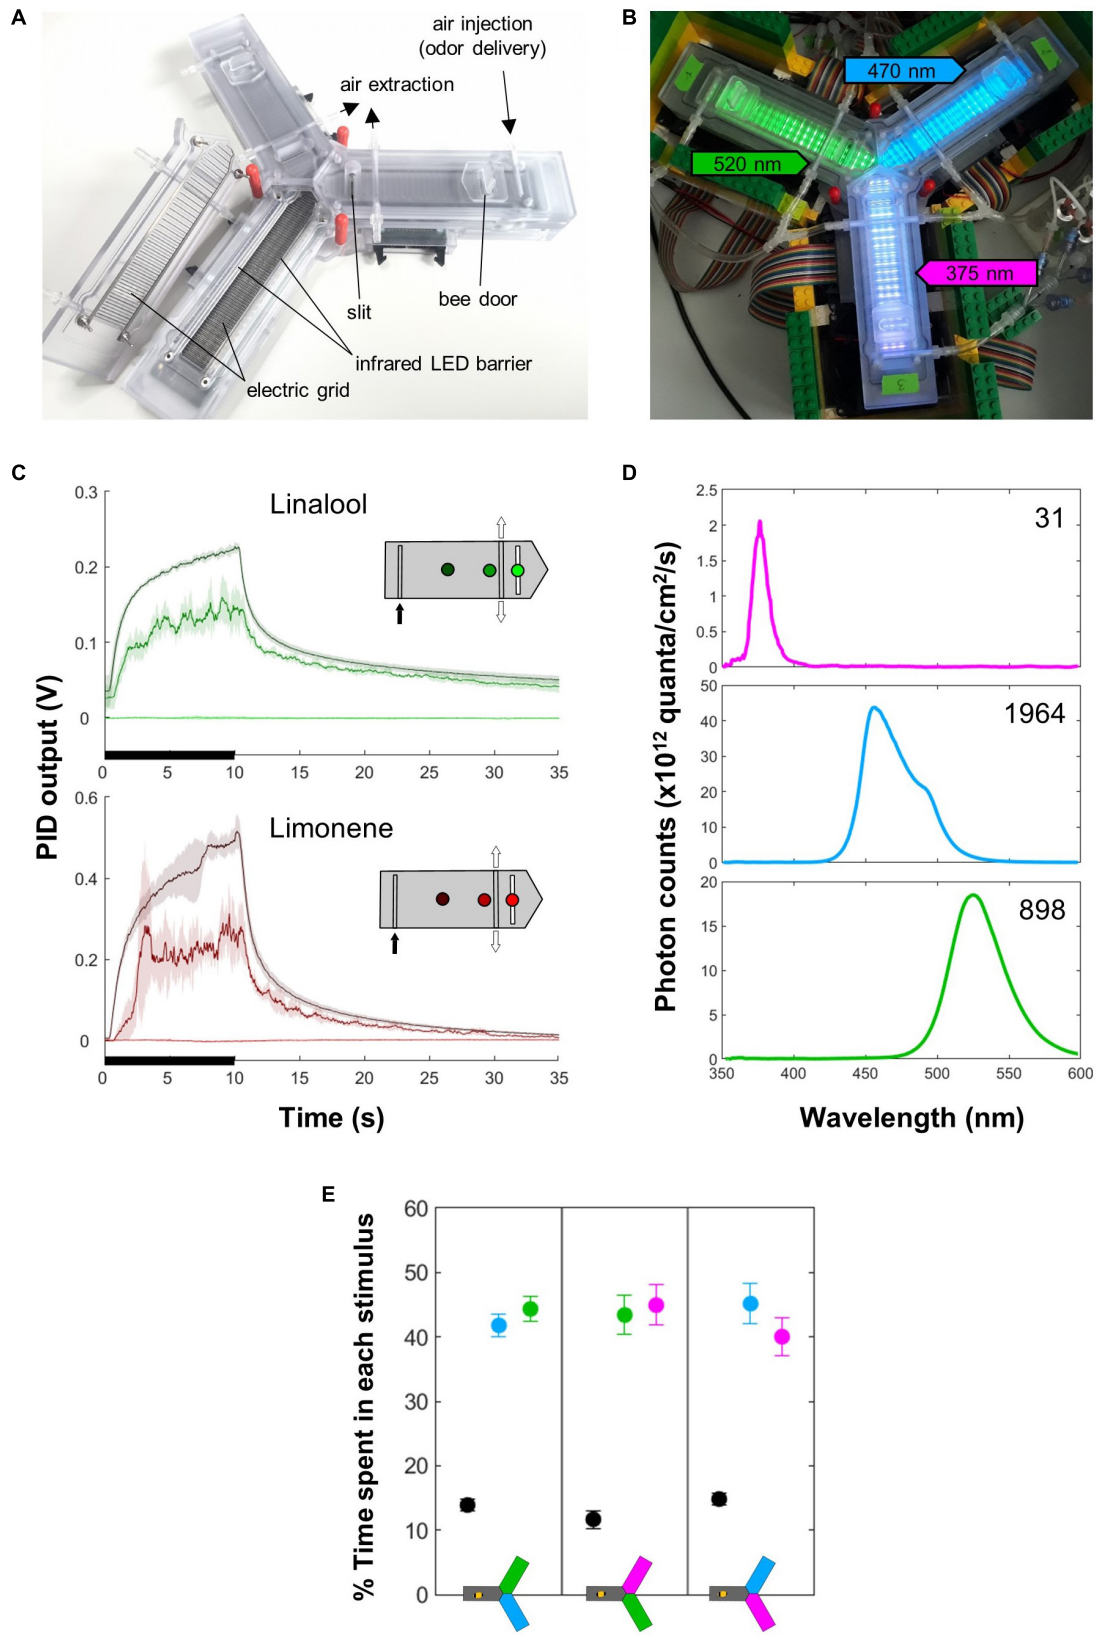 A
air injection
(odor delivery)
air extraction
slit
bee door
infrared LED barrier
electric grid
B
470 nm
520 nm
375 nm
3
C
Linalool
0.3
0.2
0.1
0
0 5 10 15 20 25 30 35
Limonene
0.6
0.4
0.2
0
0 5 10 15 20 25 30 35
PID output (V)
Time (s)
D
31
2.5
2
1.5
1
0.5
0
1964
50
40
30
20
10
0
898
20
15
10
5
0
350 400 450 500 550 600
Photon counts (x10¹² quanta/cm²/s)
Wavelength (nm)
E
60
50
40
30
20
10
0
% Time spent in each stimulus